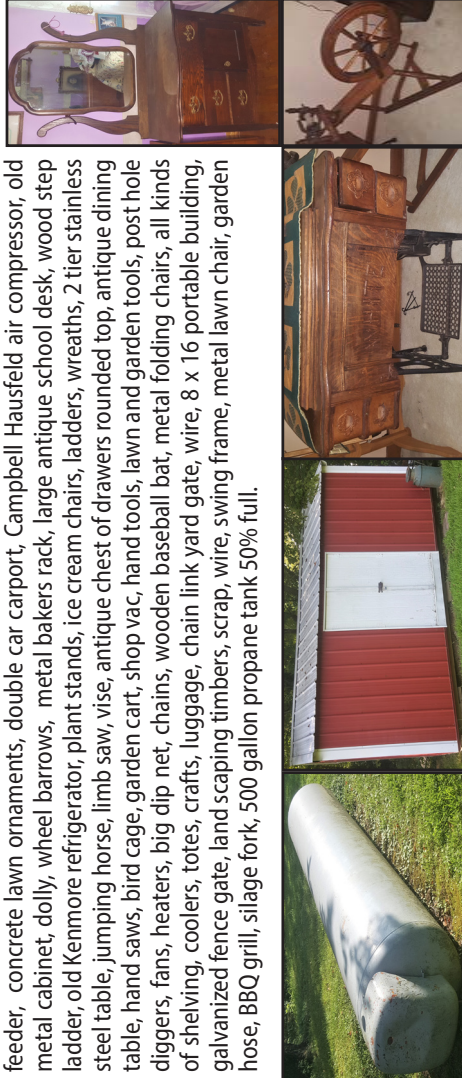 feeder, concrete lawn ornaments, double car carport, Campbell Hausfeld air compressor, old
metal cabinet, dolly, wheel barrows, metal bakers rack, large antique school desk, wood step
ladder, old Kenmore refrigerator, plant stands, ice cream chairs, ladders, wreaths, 2 tier stainless
steel table, jumping horse, limb saw, vise, antique chest of drawers rounded top, antique dining
table, hand saws, bird cage, garden cart, shop vac, hand tools, lawn and garden tools, post hole
diggers, fans, heaters, big dip net, chains, wooden baseball bat, metal folding chairs, all kinds
of shelving, coolers, totes, crafts, luggage, chain link yard gate, wire, 8 x 16 portable building,
galvanized fence gate, land scaping timbers, scrap, wire, swing frame, metal lawn chair, garden
hose, BBQ grill, silage fork, 500 gallon propane tank 50% full.
WHITE